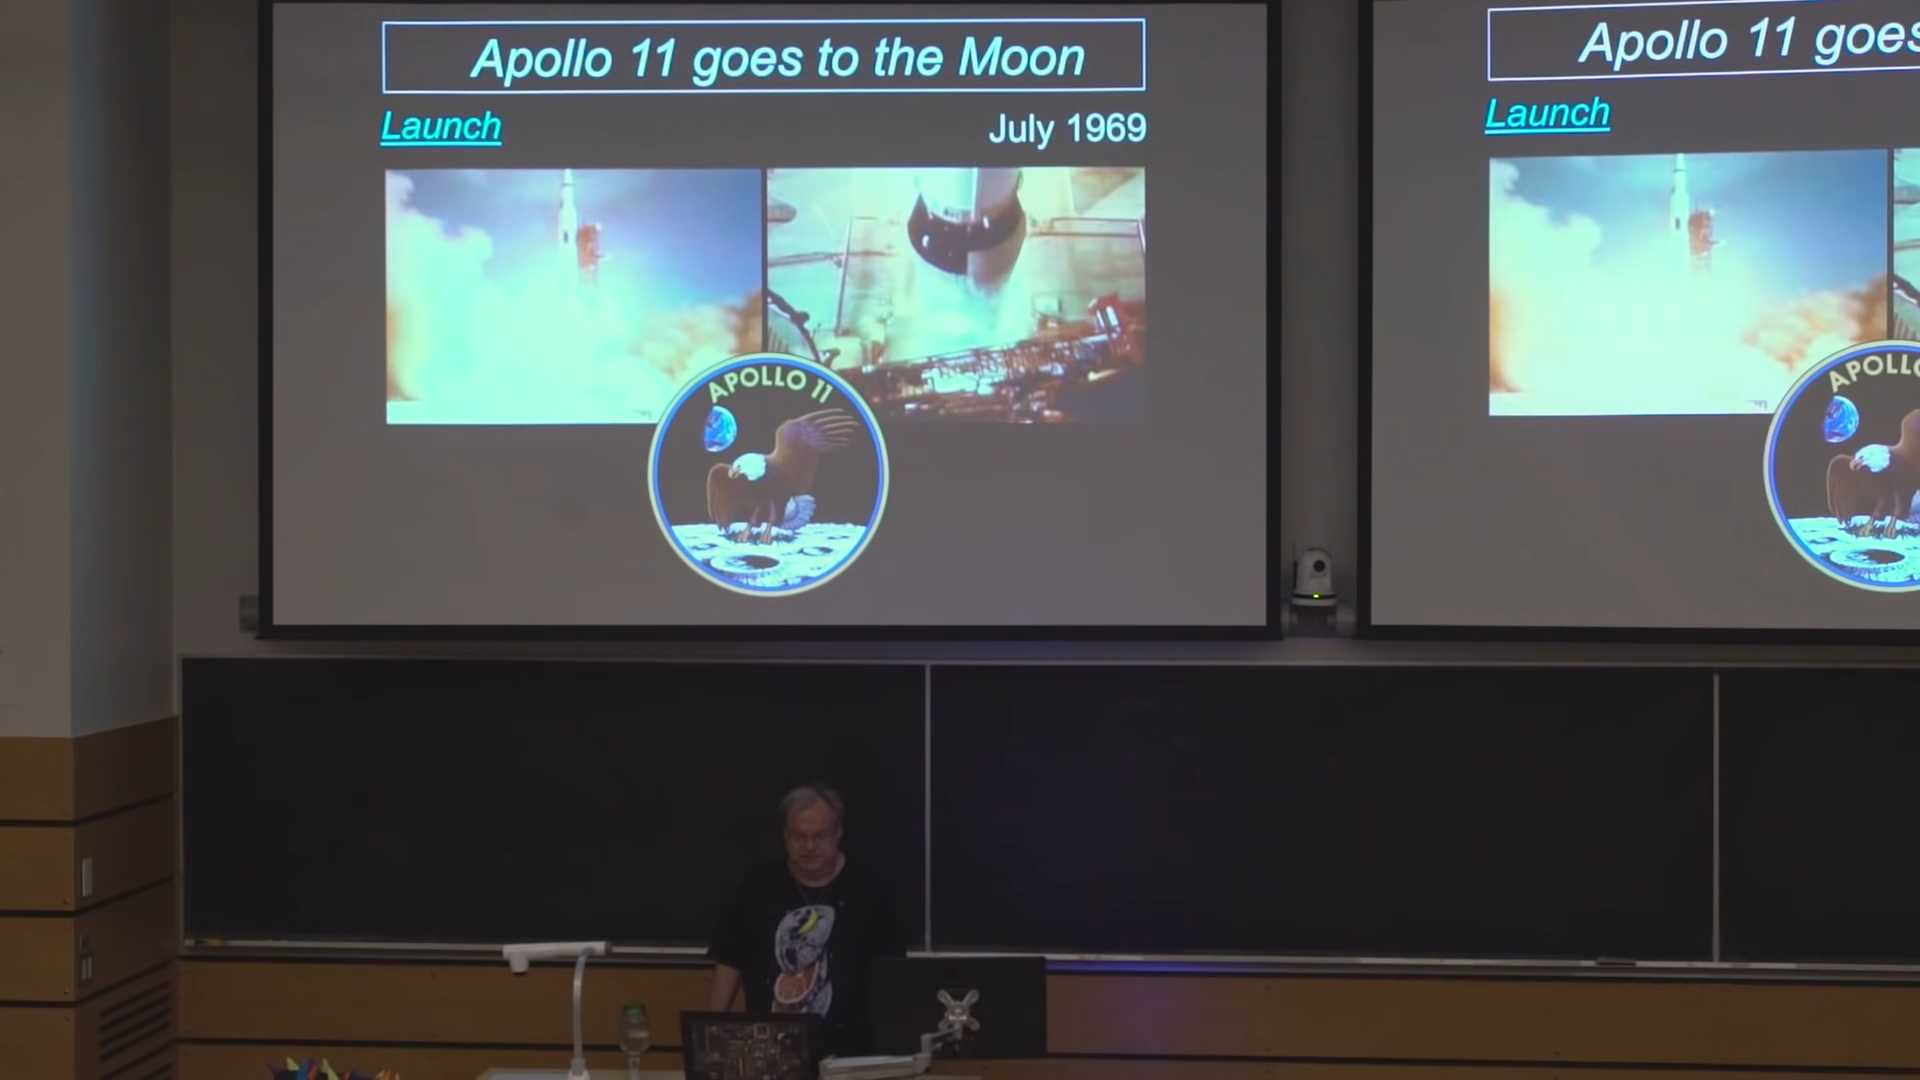 Apollo 11 goes to the Moon
Launch
July 1969
APOLLO 11
Apollo 11 goes
Launch
APOLLO